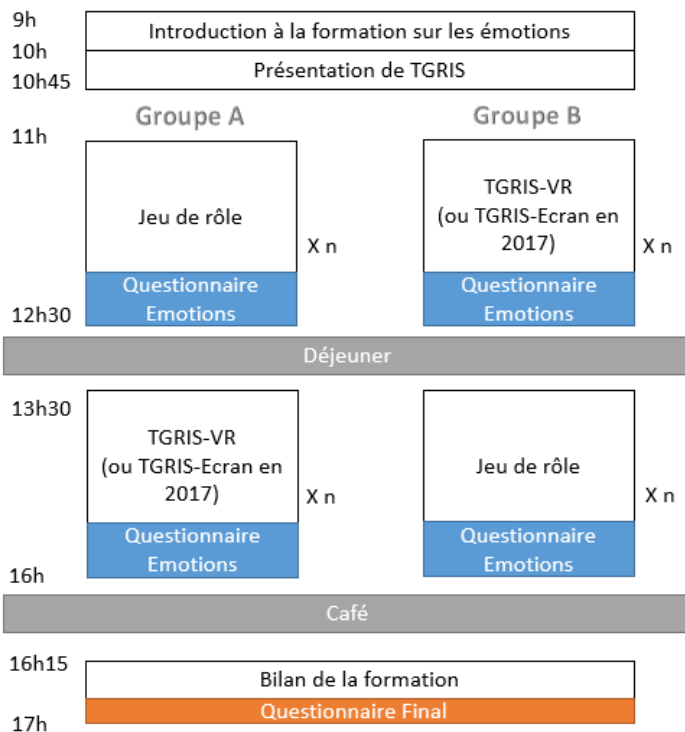 9h
Introduction à la formation sur les émotions
10h
Présentation de TGRIS
10h45
Groupe A
Groupe B
11h
Jeu de rôle
X n
TGRIS-VR
(ou TGRIS-Ecran en
2017)
X n
Questionnaire
Emotions
Questionnaire
Emotions
12h30
Déjeuner
13h30
TGRIS-VR
(ou TGRIS-Ecran en
2017)
X n
Jeu de rôle
X n
Questionnaire
Emotions
Questionnaire
Emotions
16h
Café
16h15
Bilan de la formation
Questionnaire Final
17h